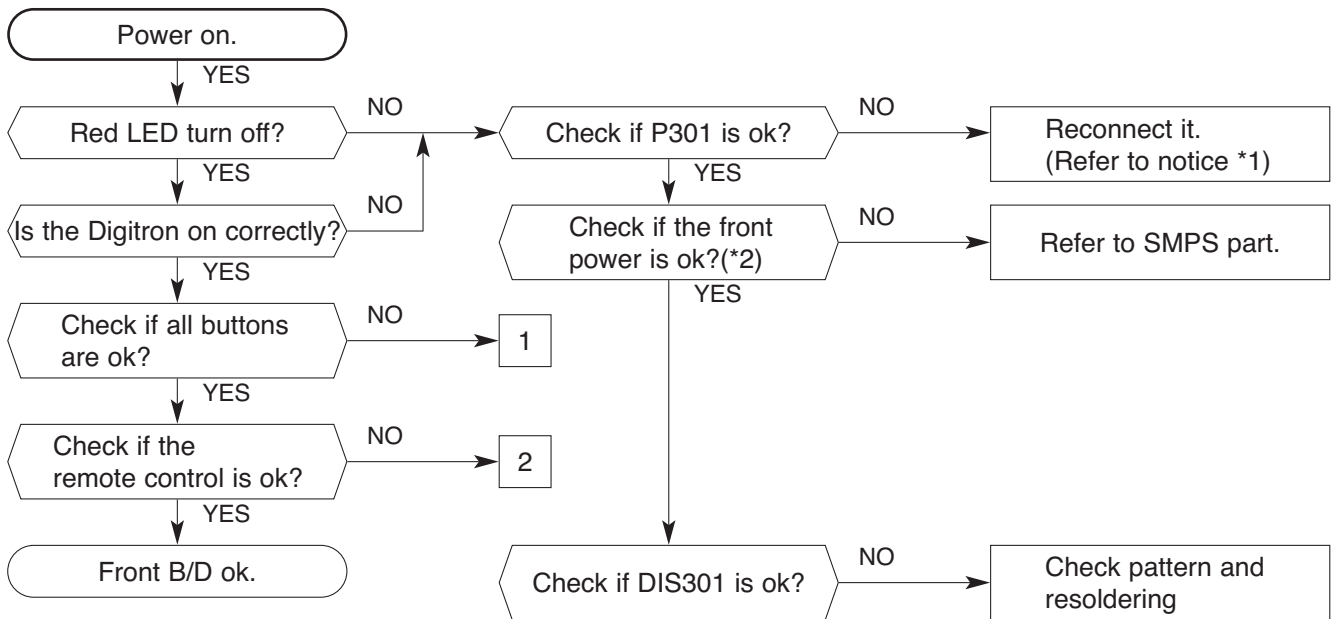 Power on.
YES
Red LED turn off?
NO
Check if P301 is ok?
NO
Reconnect it.
(Refer to notice *1)
YES
YES
Is the Digitron on correctly?
NO
Check if the front
power is ok?(*2)
NO
Refer to SMPS part.
YES
YES
Check if all buttons
are ok?
NO
1
YES
Check if the
remote control is ok?
NO
2
YES
Front B/D ok.
Check if DIS301 is ok?
NO
Check pattern and
resoldering